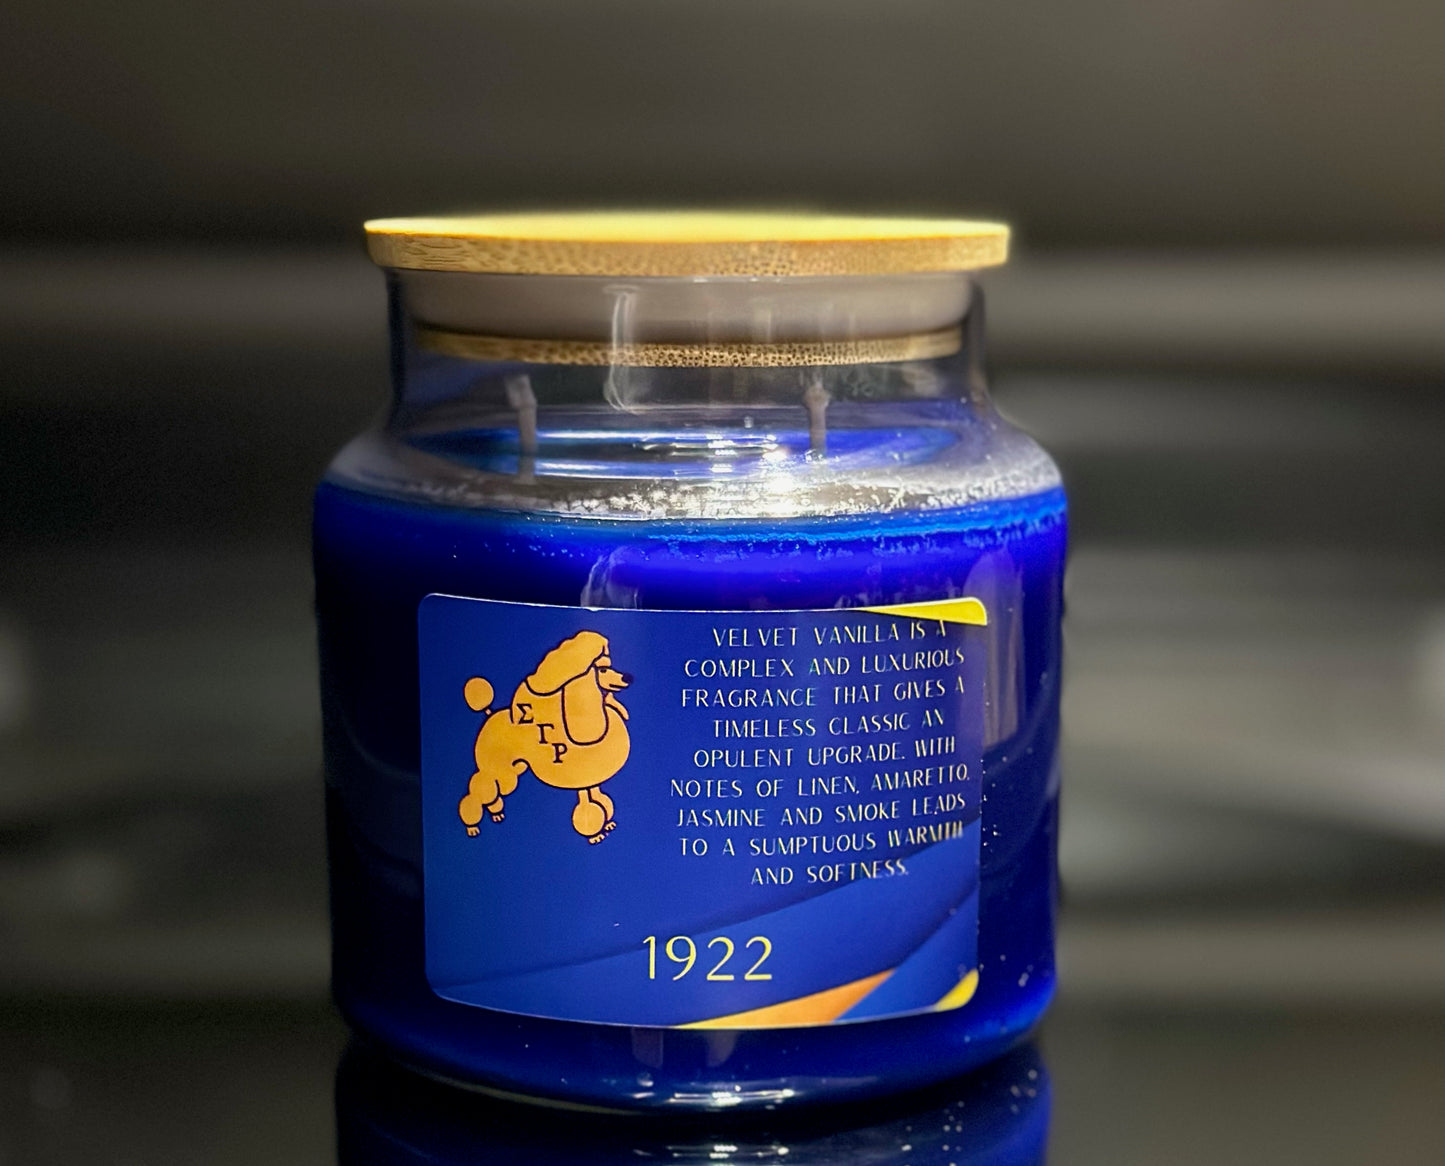 ΣΓΡ
VELVET VANILLA IS A
COMPLEX AND LUXURIOUS
FRAGRANCE THAT GIVES A
TIMELESS CLASSIC AN
OPULENT UPGRADE. WITH
NOTES OF LINEN, AMARETTO,
JASMINE AND SMOKE LEADS
TO A SUMPTUOUS WARMTH
AND SOFTNESS.
1922